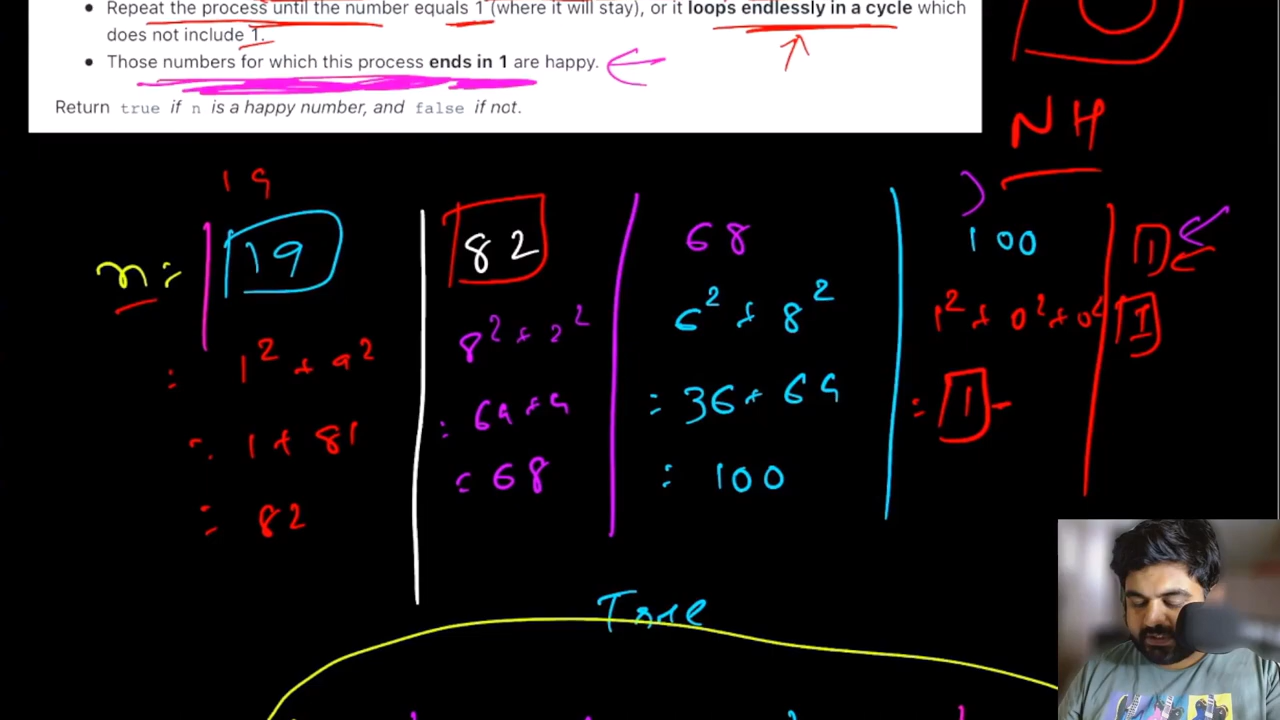 Repeat the process until the number equals 1 (where it will stay), or it loops endlessly in a cycle which
does not include 1.
Those numbers for which this process ends in 1 are happy.
Return true if n is a happy number, and false if not.
NH
19
n = 19
= 1² + 9²
= 1 + 81
= 82
82
8² + 2²
= 64 + 4
= 68
68
6² + 8²
= 36 + 64
= 100
100
1² + 0² + 0²
= 1
1
1
True